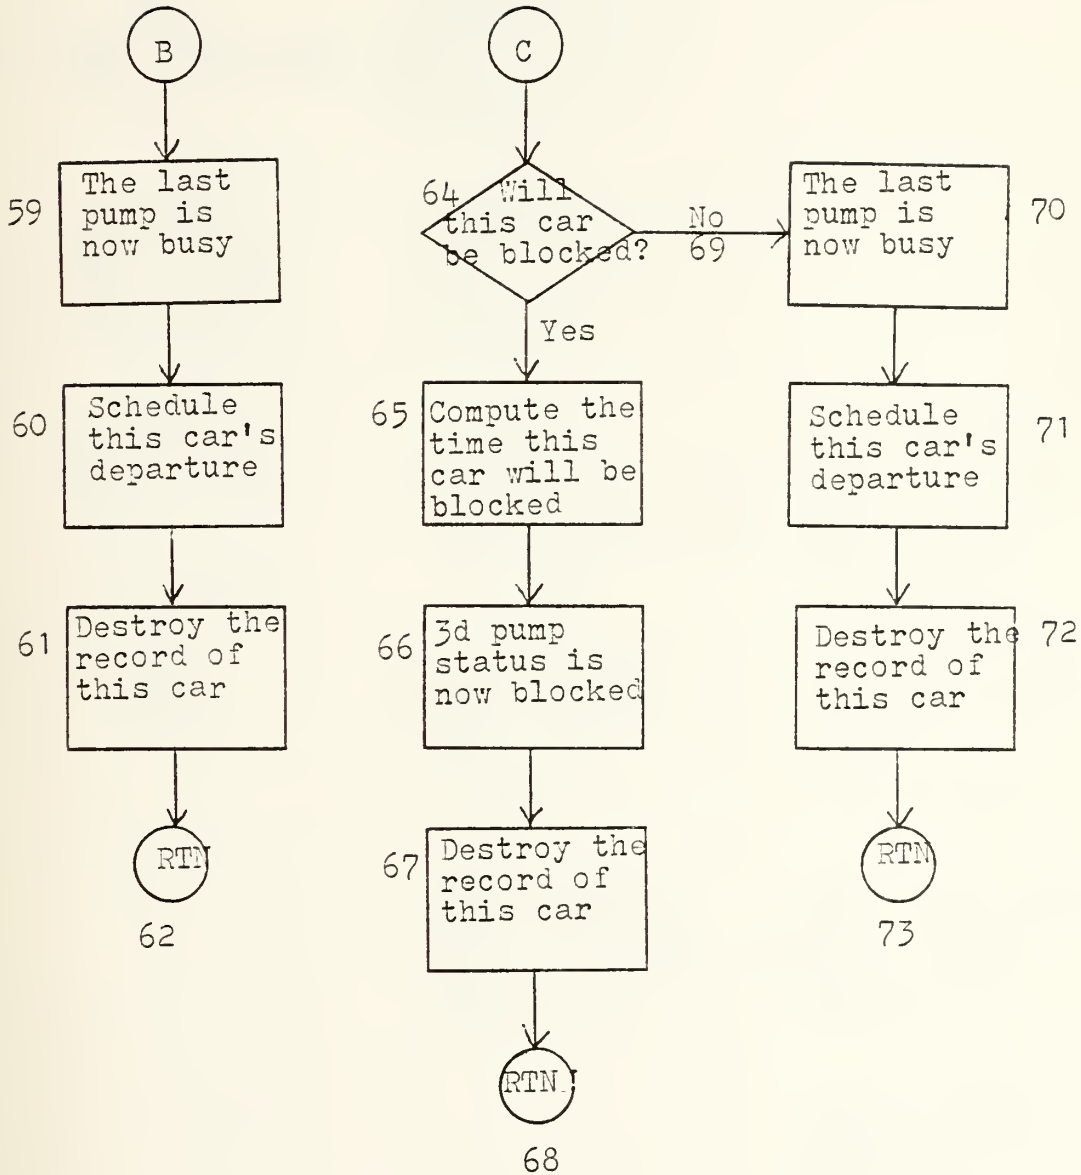 B
59
The last
pump is
now busy
60
Schedule
this car's
departure
61
Destroy the
record of
this car
RTN
62
C
64 Will
this car
be blocked?
No
69
Yes
65
Compute the
time this
car will be
blocked
66
3d pump
status is
now blocked
67
Destroy the
record of
this car
RTN
68
The last
pump is
now busy
70
Schedule
this car's
departure
71
Destroy the
record of
this car
72
RTN
73